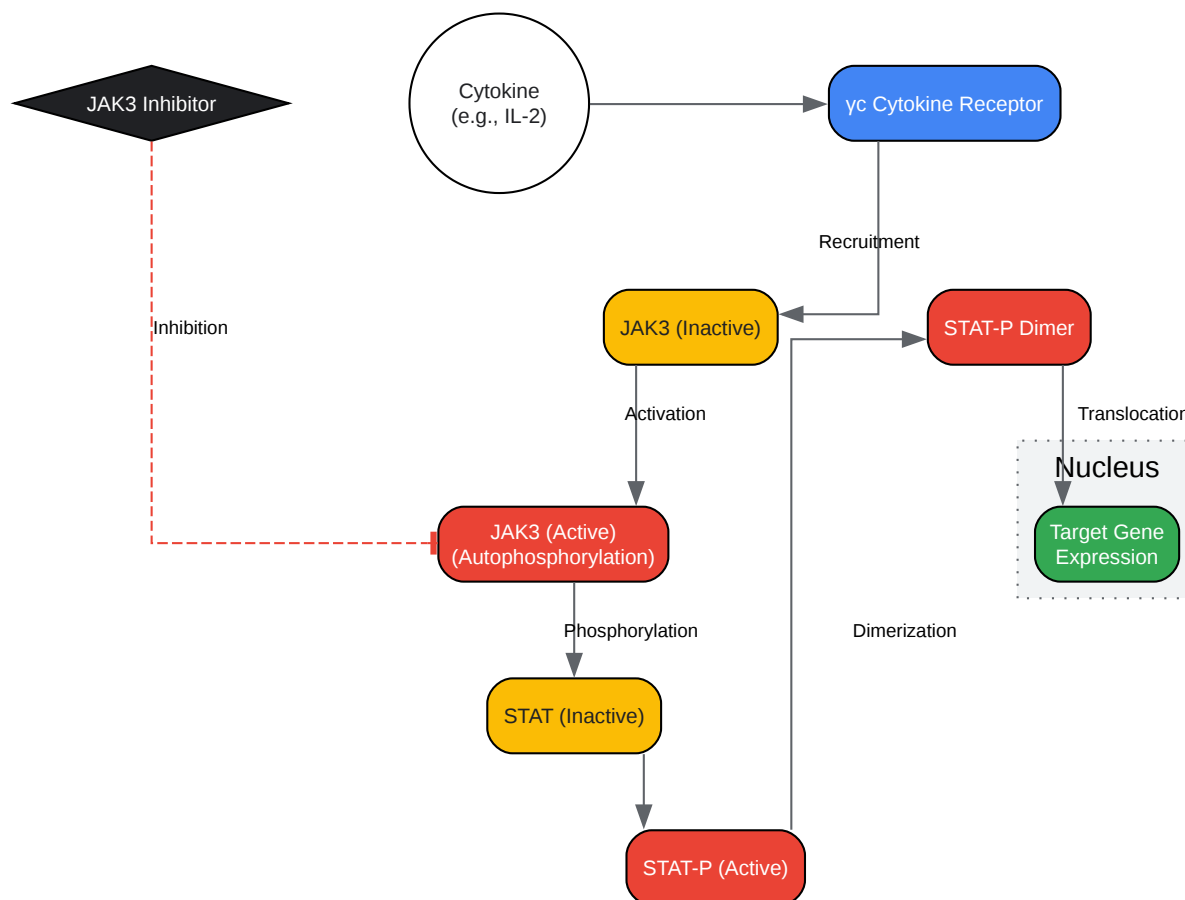 JAK3 Inhibitor
Cytokine
(e.g., IL-2)
γc Cytokine Receptor
Recruitment
Inhibition
JAK3 (Inactive)
STAT-P Dimer
Activation
Translocation
Nucleus
JAK3 (Active)
(Autophosphorylation)
Target Gene
Expression
Phosphorylation
Dimerization
STAT (Inactive)
STAT-P (Active)